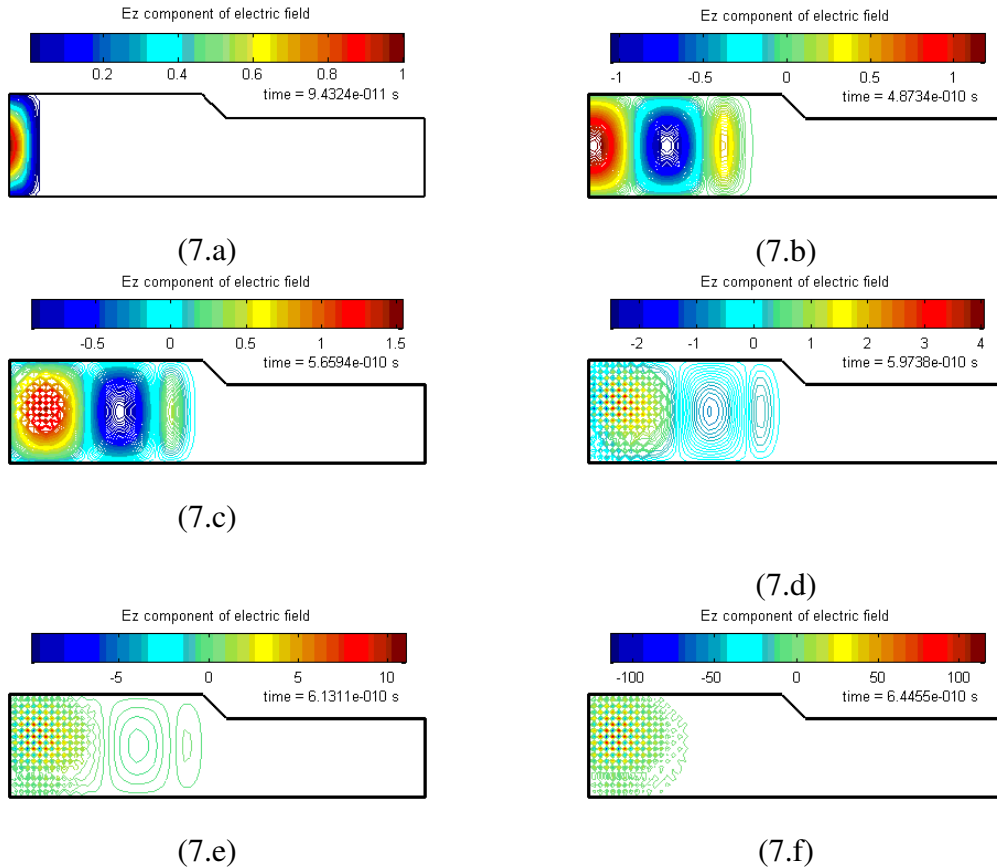 Ez component of electric field
0.2 0.4 0.6 0.8 1
time = 9.4324e-011 s
(7.a)
Ez component of electric field
-1 -0.5 0 0.5 1
time = 4.8734e-010 s
(7.b)
Ez component of electric field
-0.5 0 0.5 1 1.5
time = 5.6594e-010 s
(7.c)
Ez component of electric field
-2 -1 0 1 2 3 4
time = 5.9738e-010 s
(7.d)
Ez component of electric field
-5 0 5 10
time = 6.1311e-010 s
(7.e)
Ez component of electric field
-100 -50 0 50 100
time = 6.4455e-010 s
(7.f)